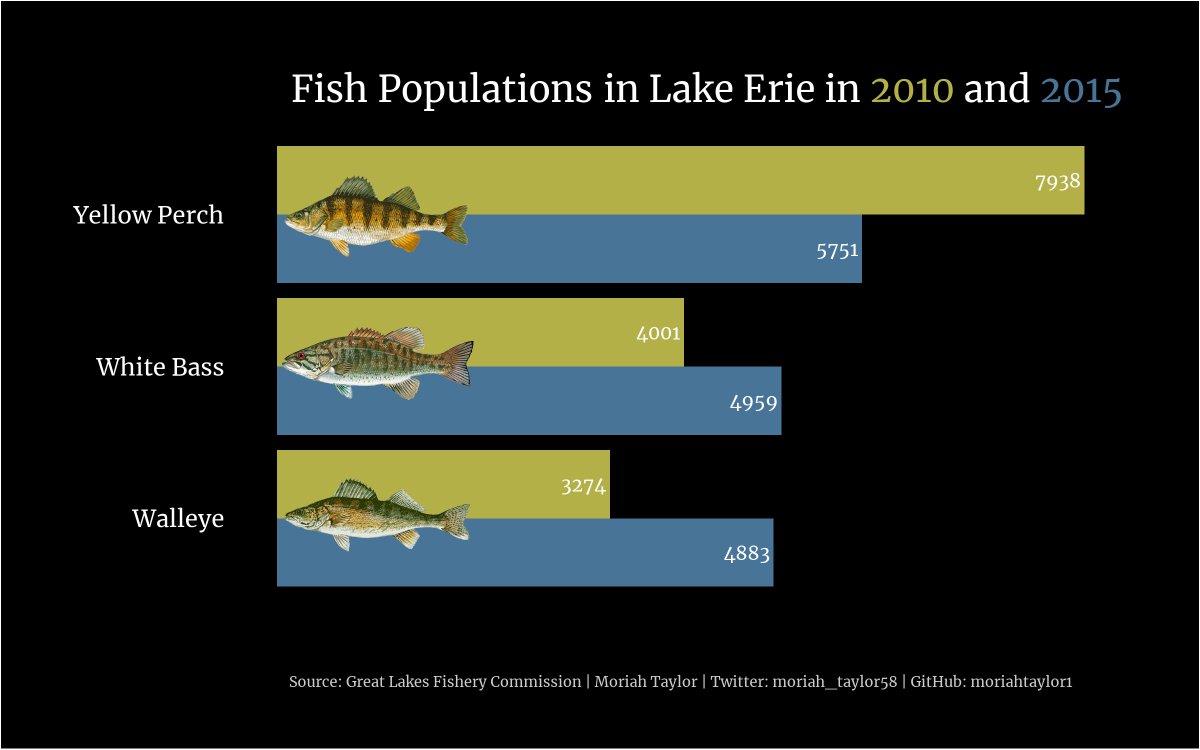 Fish Populations in Lake Erie in 2010 and 2015
7938
Yellow Perch
5751
4001
White Bass
4959
3274
Walleye
4883
Source: Great Lakes Fishery Commission | Moriah Taylor | Twitter: moriah_taylor58 | GitHub: moriahtaylor1